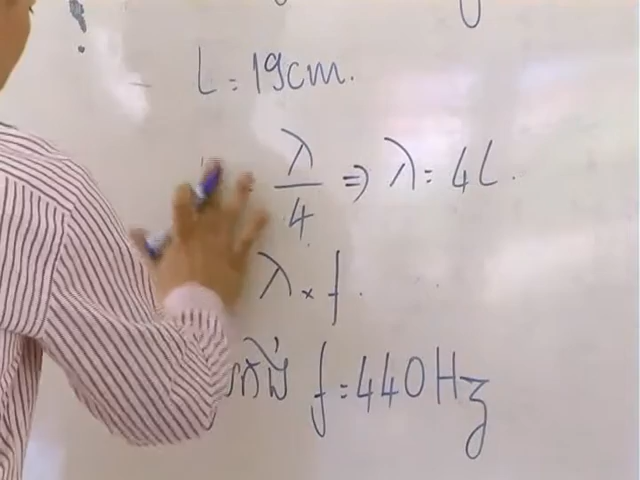 L = 19cm.
λ/4 ⇒ λ = 4L.
λ × f.
f = 440Hz